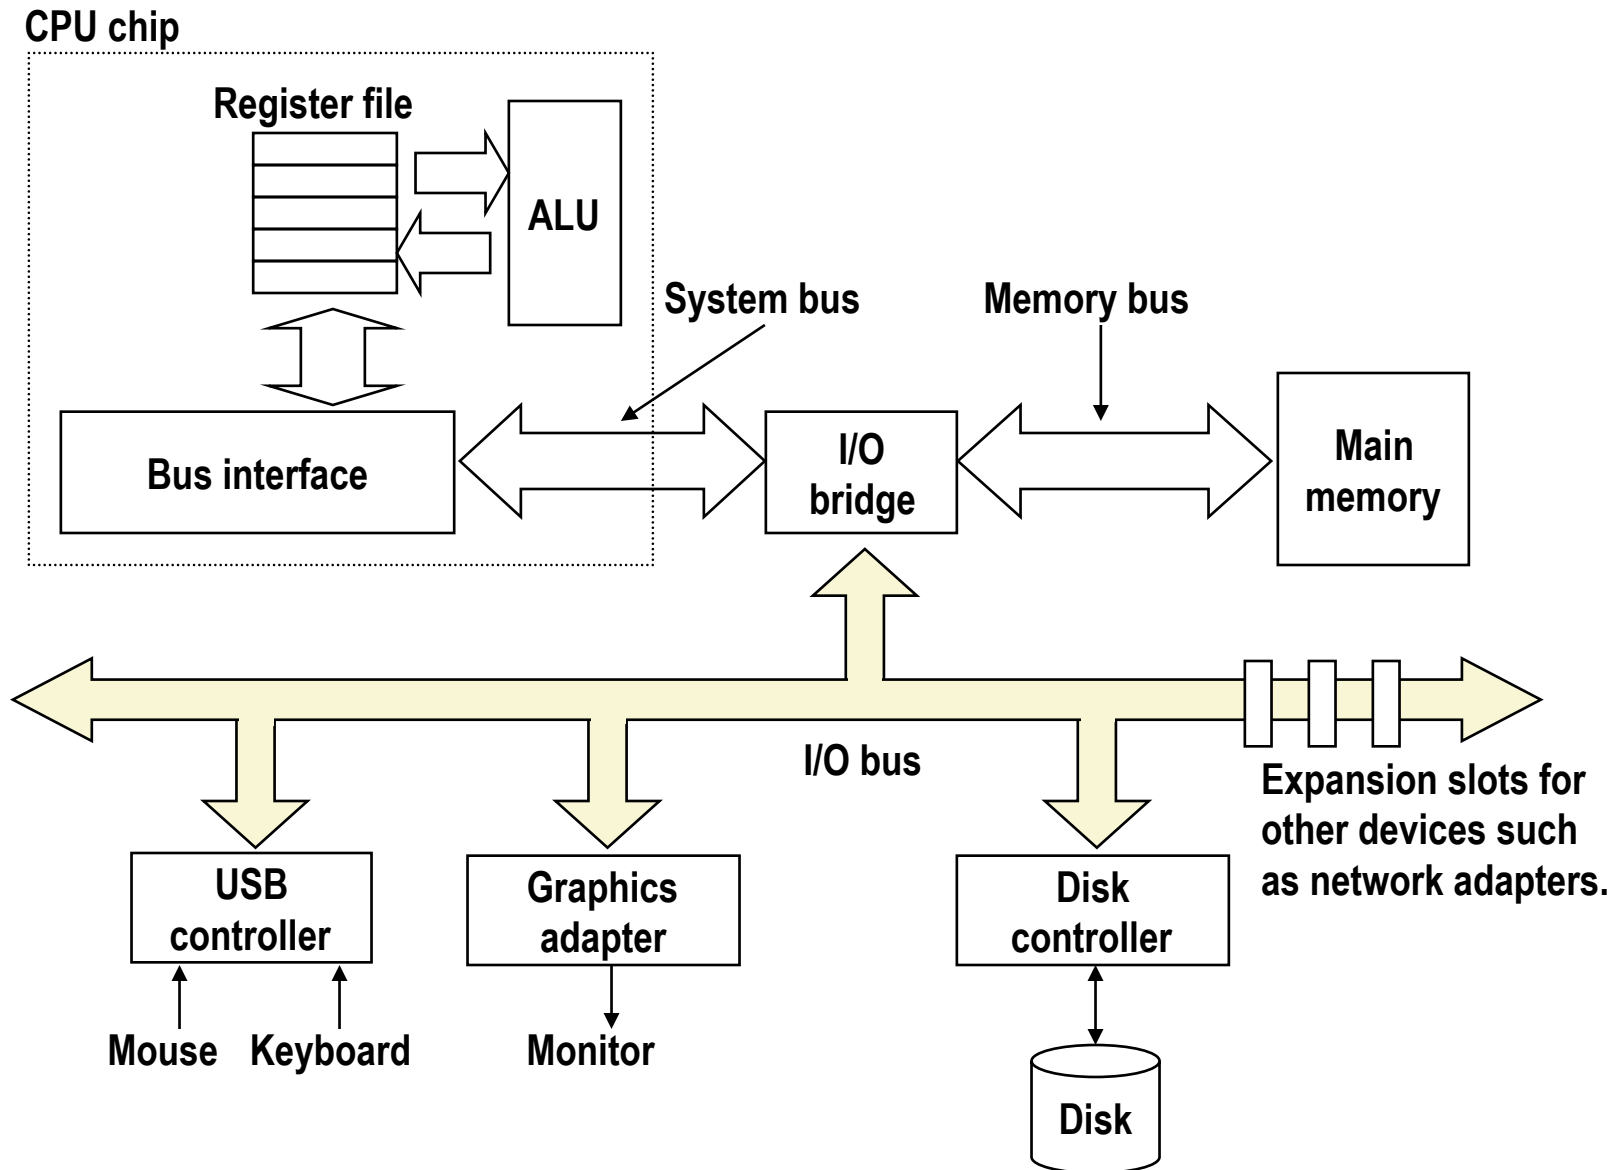 CPU chip
Register file
ALU
System bus
Memory bus
Bus interface
I/O
bridge
Main
memory
I/O bus
Expansion slots for
other devices such
as network adapters.
USB
controller
Graphics
adapter
Disk
controller
Mouse
Keyboard
Monitor
Disk